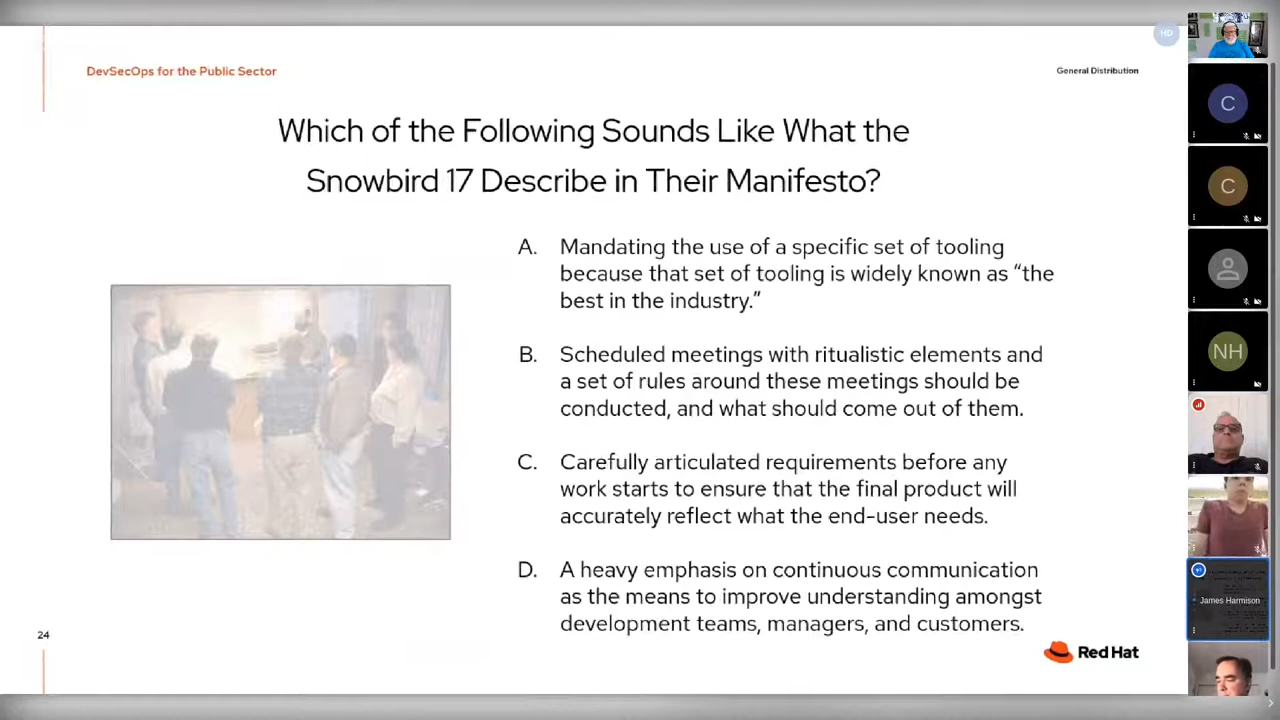 DevSecOps for the Public Sector
General Distribution
HD
Which of the Following Sounds Like What the
Snowbird 17 Describe in Their Manifesto?
A. Mandating the use of a specific set of tooling
because that set of tooling is widely known as “the
best in the industry.”
B. Scheduled meetings with ritualistic elements and
a set of rules around these meetings should be
conducted, and what should come out of them.
C. Carefully articulated requirements before any
work starts to ensure that the final product will
accurately reflect what the end-user needs.
D. A heavy emphasis on continuous communication
as the means to improve understanding amongst
development teams, managers, and customers.
24
Red Hat
C
C
NH
James Harmison